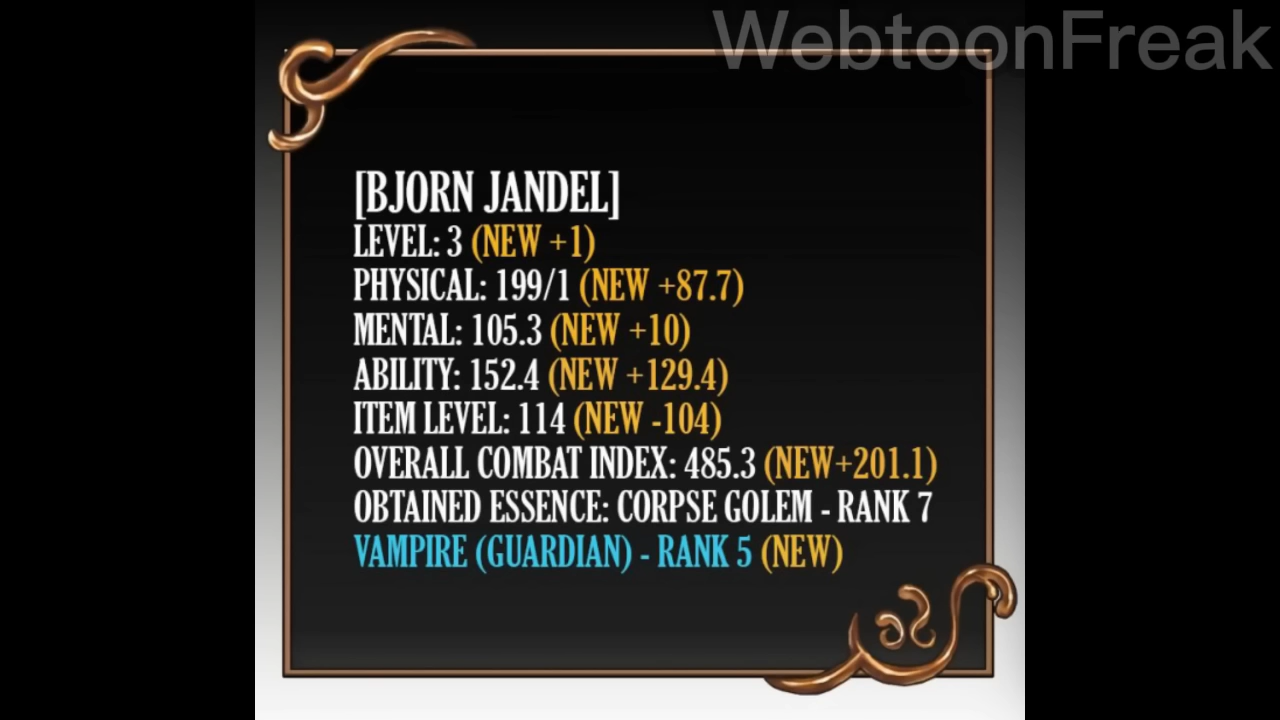 WebtoonFreak
[BJORN JANDEL]
LEVEL: 3 (NEW +1)
PHYSICAL: 199/1 (NEW +87.7)
MENTAL: 105.3 (NEW +10)
ABILITY: 152.4 (NEW +129.4)
ITEM LEVEL: 114 (NEW -104)
OVERALL COMBAT INDEX: 485.3 (NEW+201.1)
OBTAINED ESSENCE: CORPSE GOLEM - RANK 7
VAMPIRE (GUARDIAN) - RANK 5 (NEW)